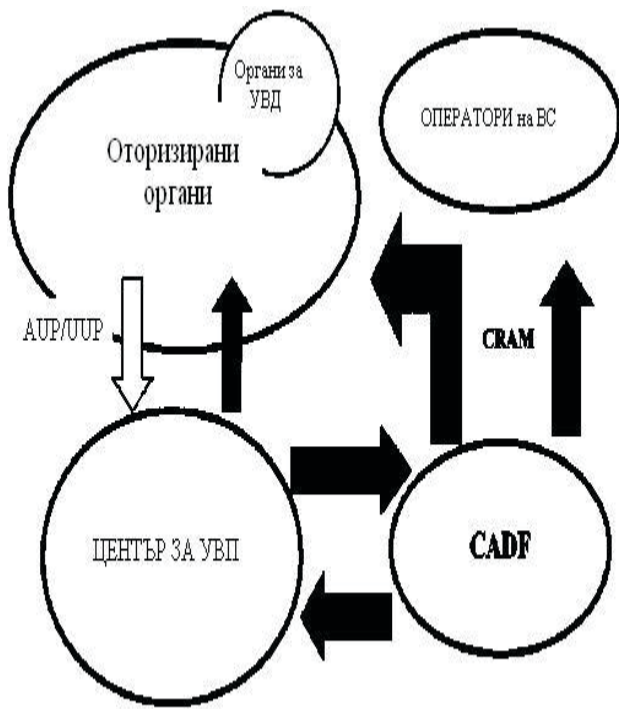 Органи за
УВД
ОПЕРАТОРИ на ВС
Оторизирани
органи
AUP/UUP
CRAM
ЦЕНТЪР ЗА УВП
CADF